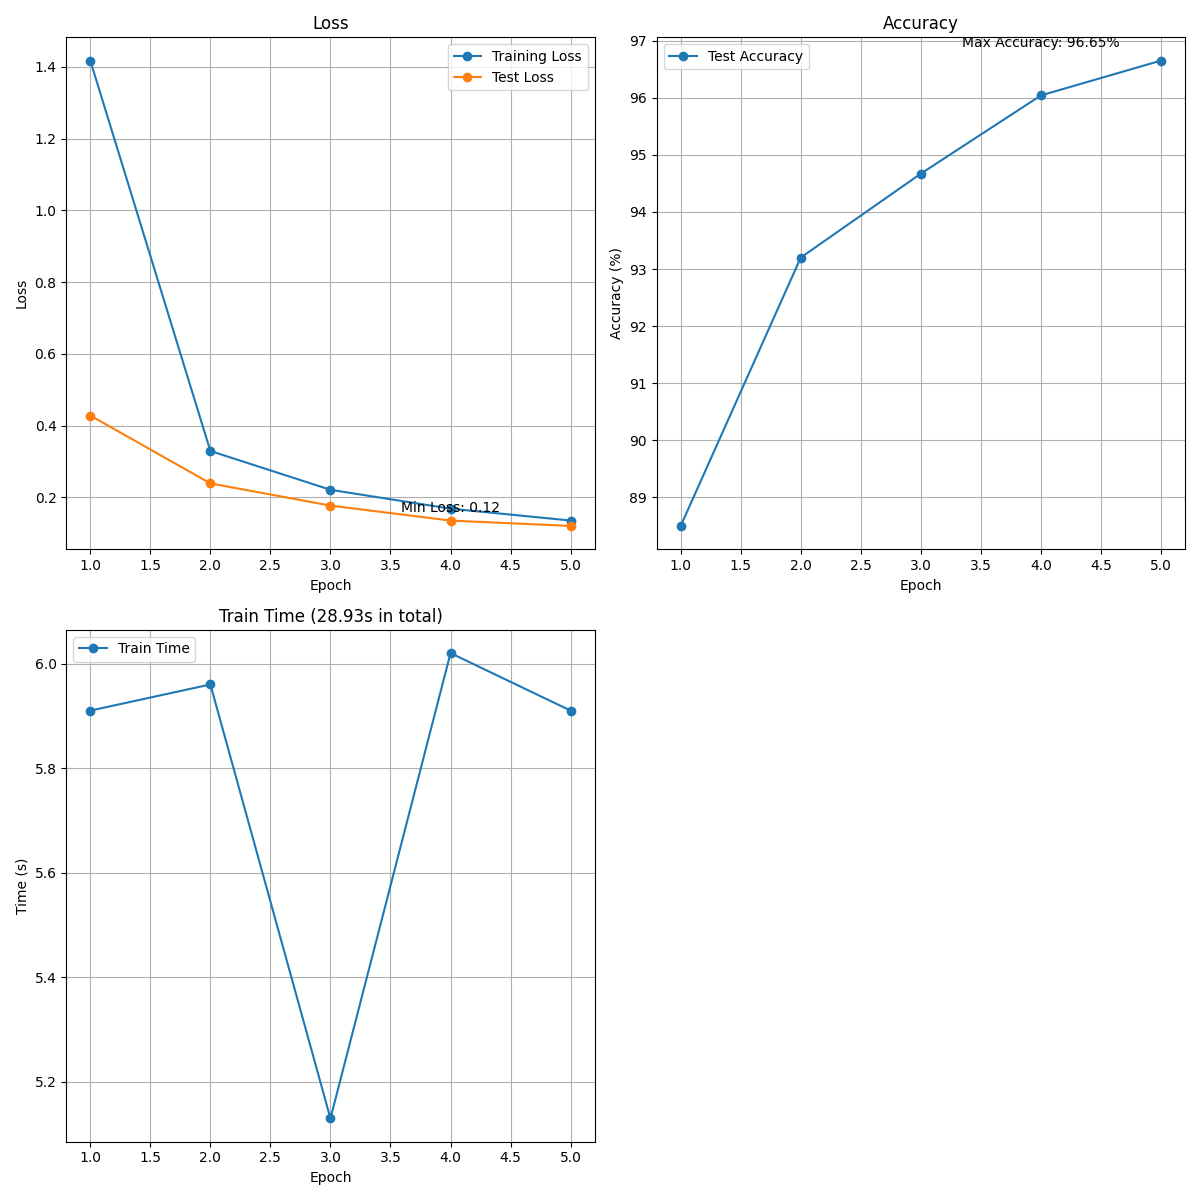 Loss
Training Loss
Test Loss
Min Loss: 0.12
1.4
1.2
1.0
0.8
0.6
0.4
0.2
Loss
1.0 1.5 2.0 2.5 3.0 3.5 4.0 4.5 5.0
Epoch
Accuracy
Test Accuracy
Max Accuracy: 96.65%
97
96
95
94
93
92
91
90
89
Accuracy (%)
1.0 1.5 2.0 2.5 3.0 3.5 4.0 4.5 5.0
Epoch
Train Time (28.93s in total)
Train Time
6.0
5.8
5.6
5.4
5.2
Time (s)
1.0 1.5 2.0 2.5 3.0 3.5 4.0 4.5 5.0
Epoch